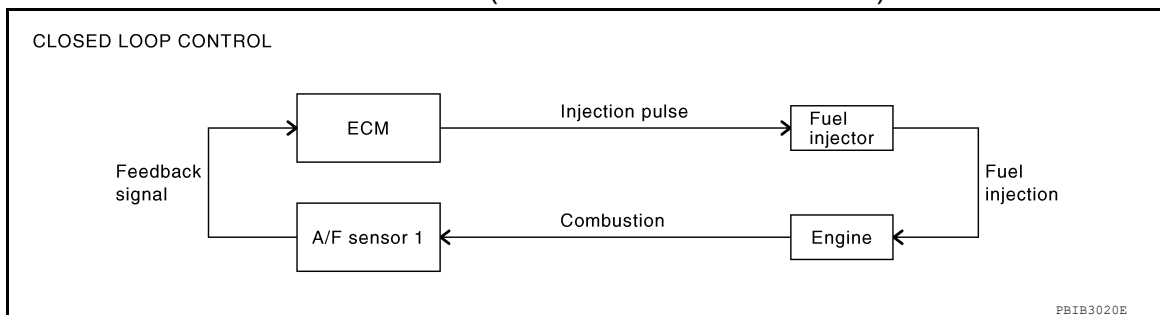 CLOSED LOOP CONTROL
ECM
Injection pulse
Fuel
injector
Feedback
signal
Fuel
injection
A/F sensor 1
Combustion
Engine
PBIB3020E